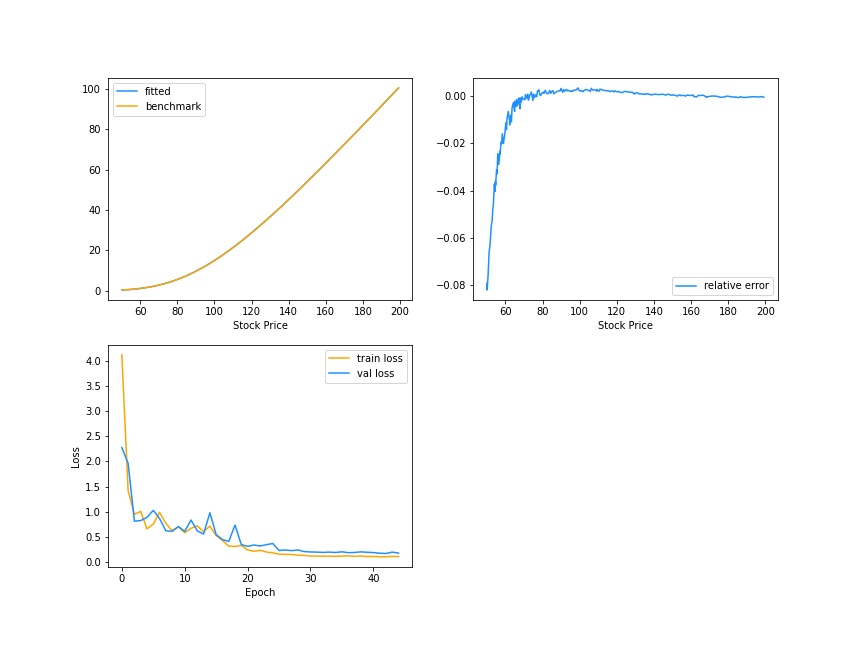 fitted
benchmark
100
80
60
40
20
0
60 80 100 120 140 160 180 200
Stock Price
0.00
−0.02
−0.04
−0.06
−0.08
relative error
60 80 100 120 140 160 180 200
Stock Price
train loss
val loss
4.0
3.5
3.0
2.5
2.0
1.5
1.0
0.5
0.0
Loss
0 10 20 30 40
Epoch